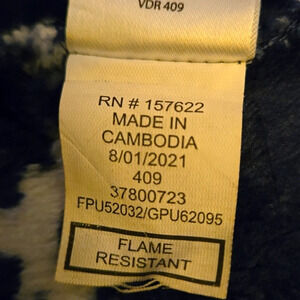 VDR 409
RN # 157622
MADE IN
CAMBODIA
8/01/2021
409
37800723
FPU52032/GPU62095
FLAME
RESISTANT